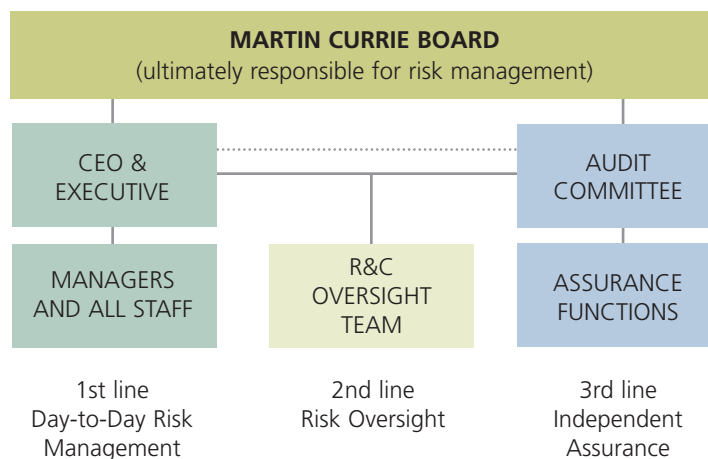 MARTIN CURRIE BOARD
(ultimately responsible for risk management)
CEO &
EXECUTIVE
AUDIT
COMMITTEE
MANAGERS
AND ALL STAFF
R&C
OVERSIGHT
TEAM
ASSURANCE
FUNCTIONS
1st line
Day-to-Day Risk
Management
2nd line
Risk Oversight
3rd line
Independent
Assurance